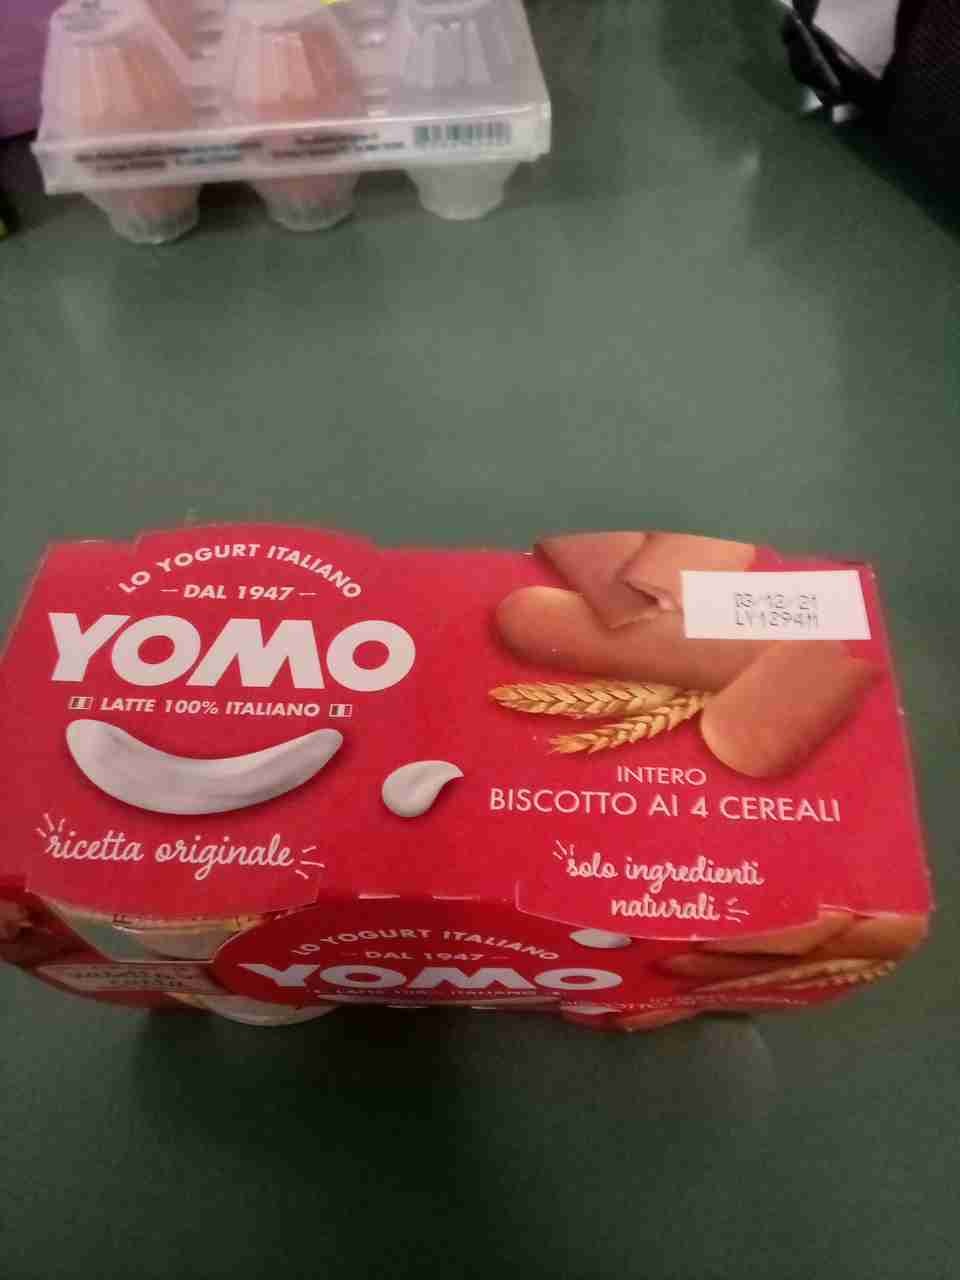 LO YOGURT ITALIANO
DAL 1947
YOMO
LATTE 100% ITALIANO
ricetta originale
03/12/21
LY1294M
INTERO
BISCOTTO AI 4 CEREALI
solo ingredienti
naturali
LO YOGURT ITALIANO
DAL 1947
YOMO